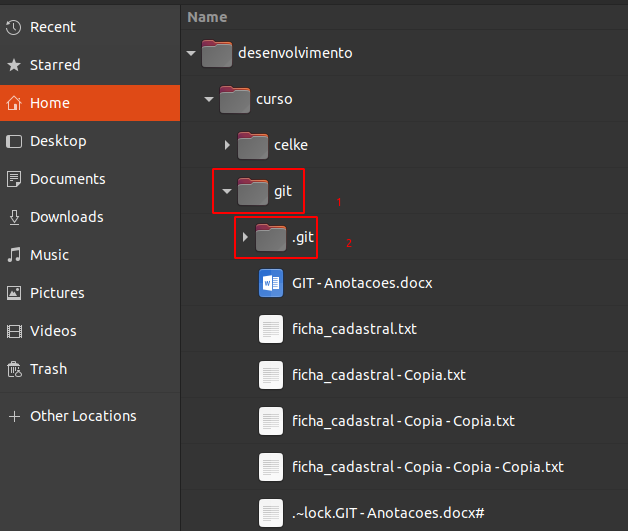 Name
Recent
Starred
Home
Desktop
Documents
Downloads
Music
Pictures
Videos
Trash
Other Locations
desenvolvimento
curso
celke
git
1
.git
2
GIT - Anotacoes.docx
ficha_cadastral.txt
ficha_cadastral - Copia.txt
ficha_cadastral - Copia - Copia.txt
ficha_cadastral - Copia - Copia - Copia.txt
.~lock.GIT - Anotacoes.docx#